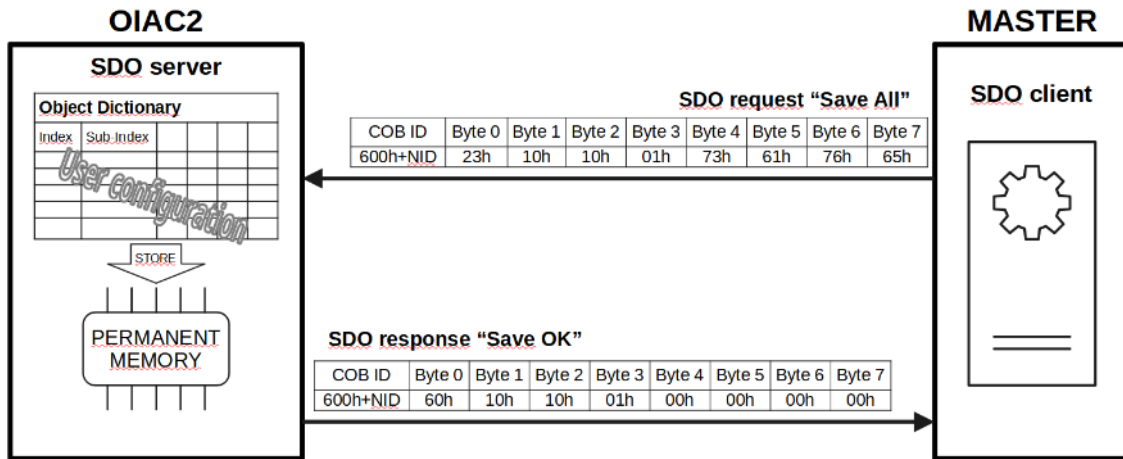 OIAC2
MASTER
SDO server
Object Dictionary
Index Sub-Index
User configuration
STORE
PERMANENT
MEMORY
SDO request “Save All”
COB ID Byte 0 Byte 1 Byte 2 Byte 3 Byte 4 Byte 5 Byte 6 Byte 7
600h+NID 23h 10h 10h 01h 73h 61h 76h 65h
SDO client
SDO response “Save OK”
COB ID Byte 0 Byte 1 Byte 2 Byte 3 Byte 4 Byte 5 Byte 6 Byte 7
600h+NID 60h 10h 10h 01h 00h 00h 00h 00h